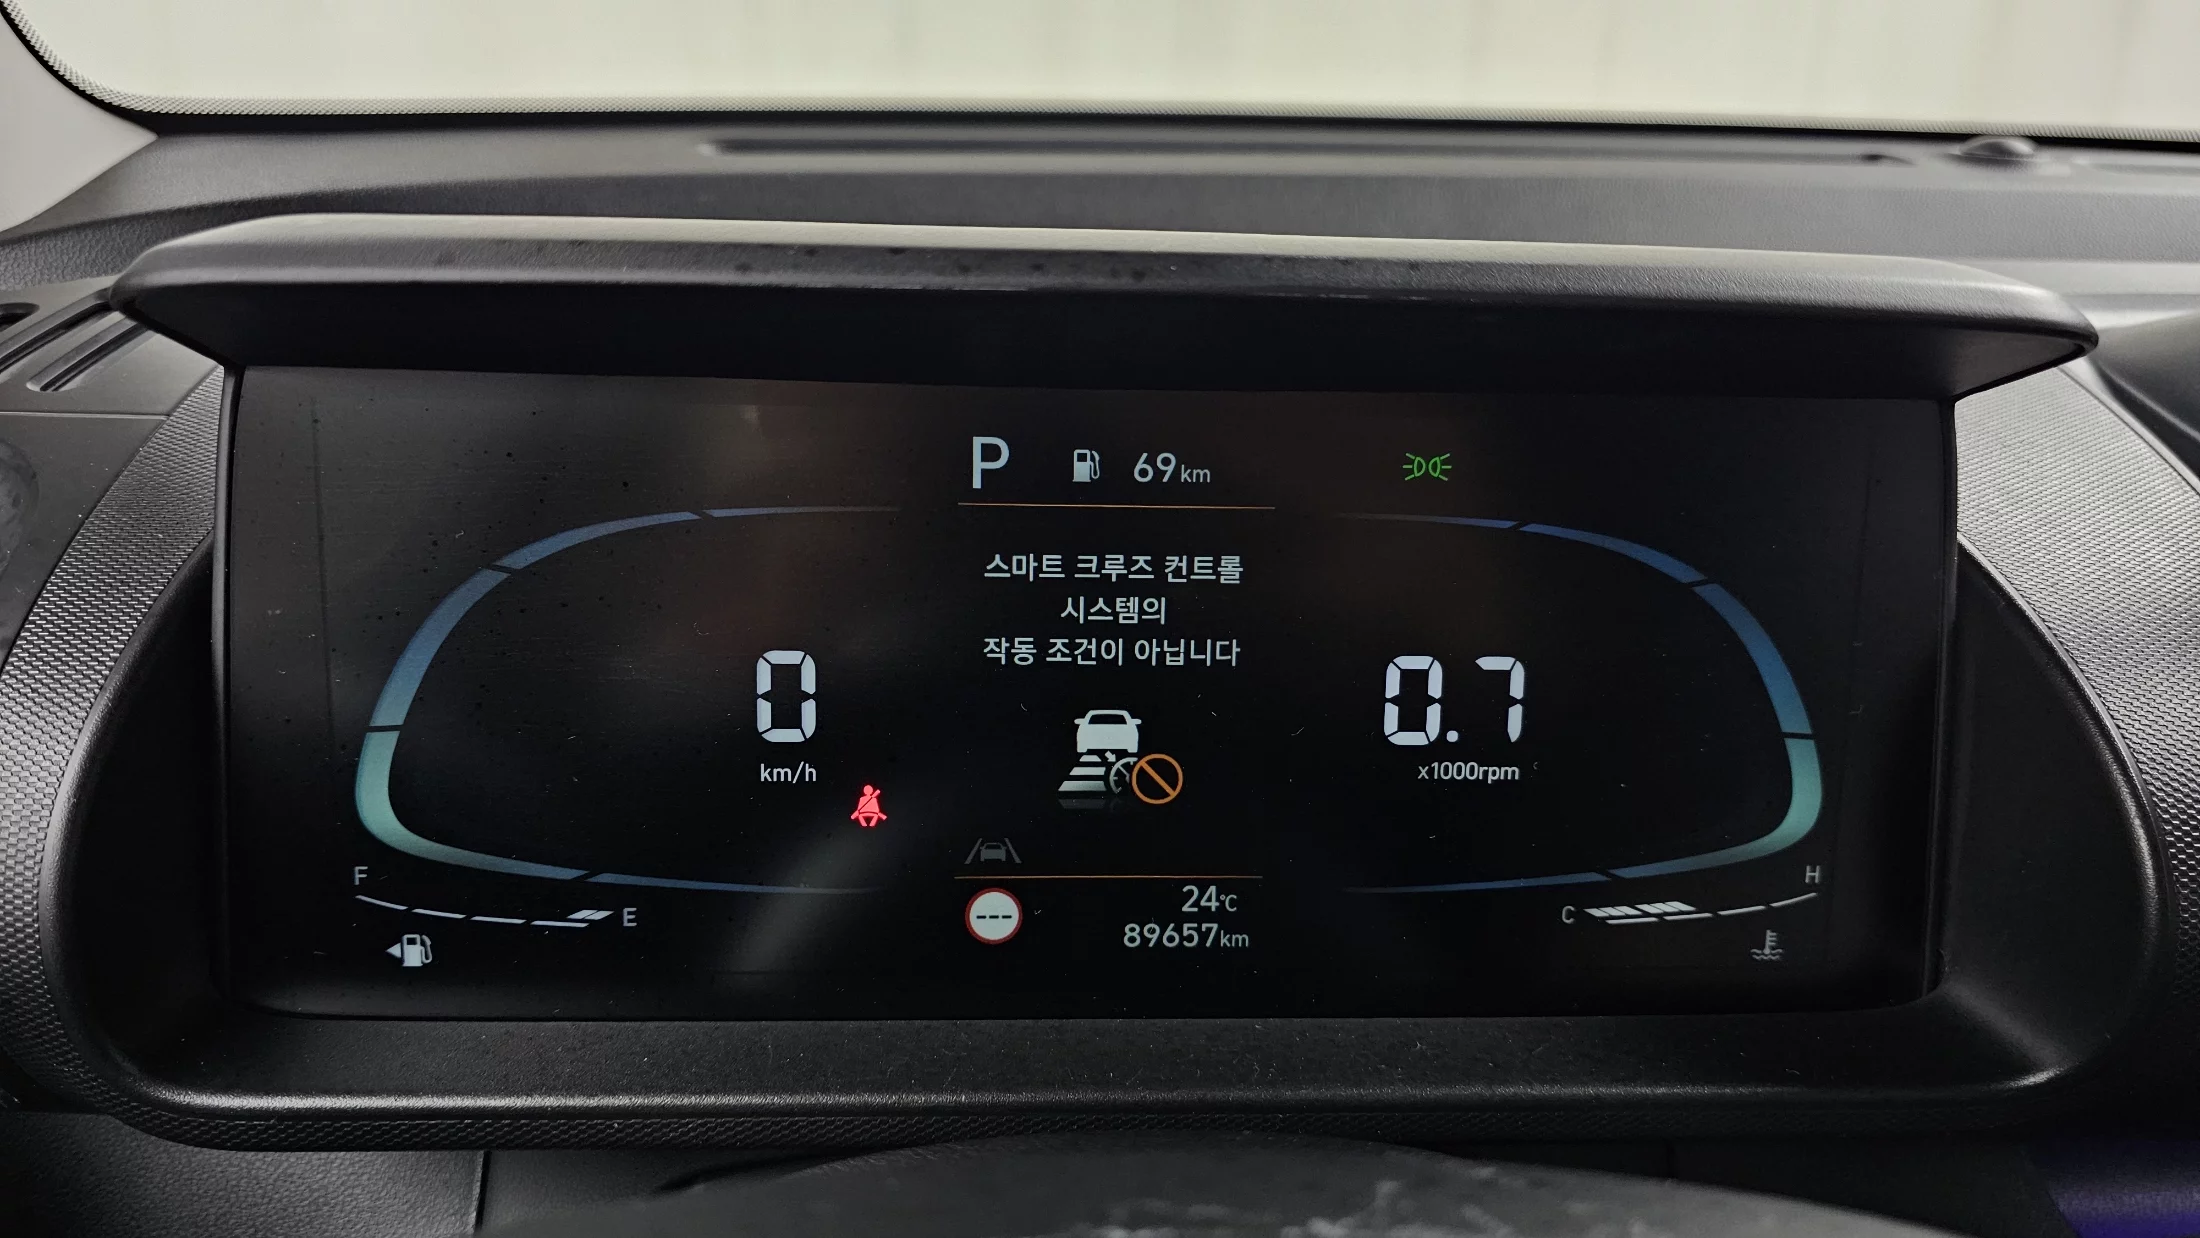 P 69km
스마트 크루즈 컨트롤
시스템의
작동 조건이 아닙니다
0
km/h
0.7
x1000rpm
F
E
---
24℃
89657km
H
C